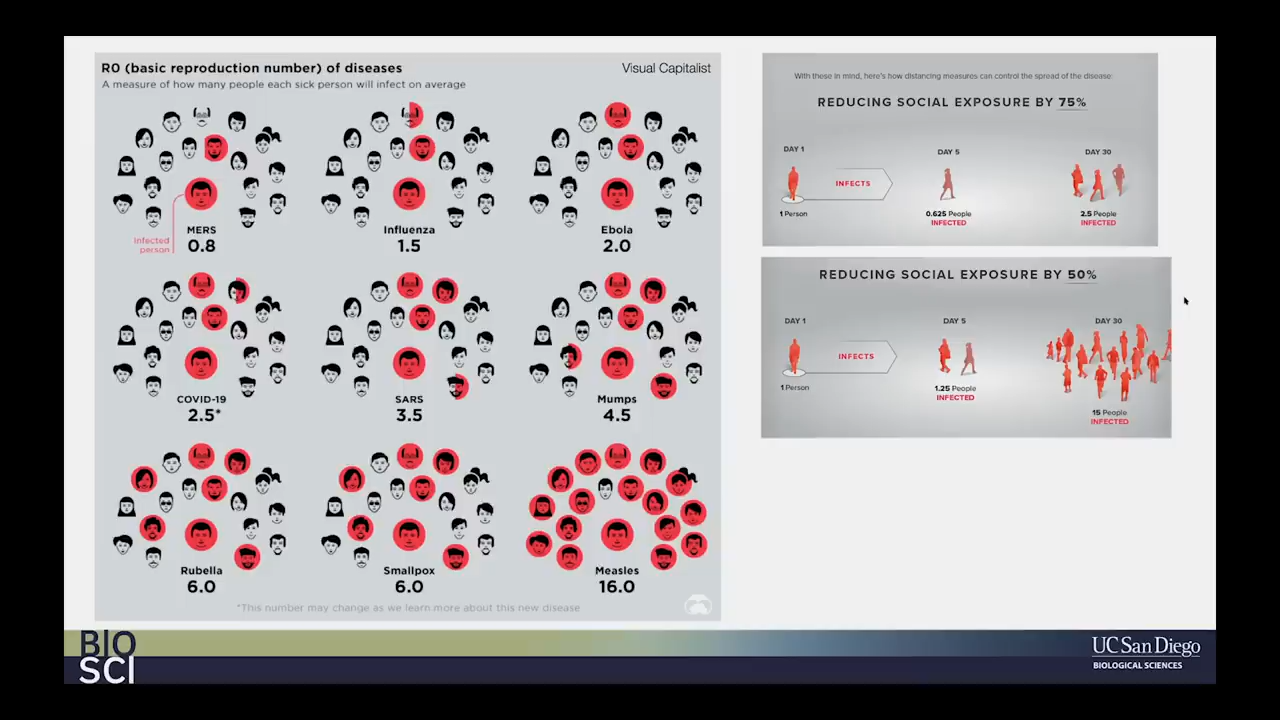 R0 (basic reproduction number) of diseases
Visual Capitalist
A measure of how many people each sick person will infect on average
Infected
person
MERS
0.8
Influenza
1.5
Ebola
2.0
COVID-19
2.5*
SARS
3.5
Mumps
4.5
Rubella
6.0
Smallpox
6.0
Measles
16.0
*This number may change as we learn more about this new disease
With these in mind, here's how distancing measures can control the spread of the disease:
REDUCING SOCIAL EXPOSURE BY 75%
DAY 1
DAY 5
DAY 30
INFECTS
1 Person
0.625 People
INFECTED
2.5 People
INFECTED
REDUCING SOCIAL EXPOSURE BY 50%
DAY 1
DAY 5
DAY 30
INFECTS
1 Person
1.25 People
INFECTED
15 People
INFECTED
BIO
SCI
UC San Diego
BIOLOGICAL SCIENCES